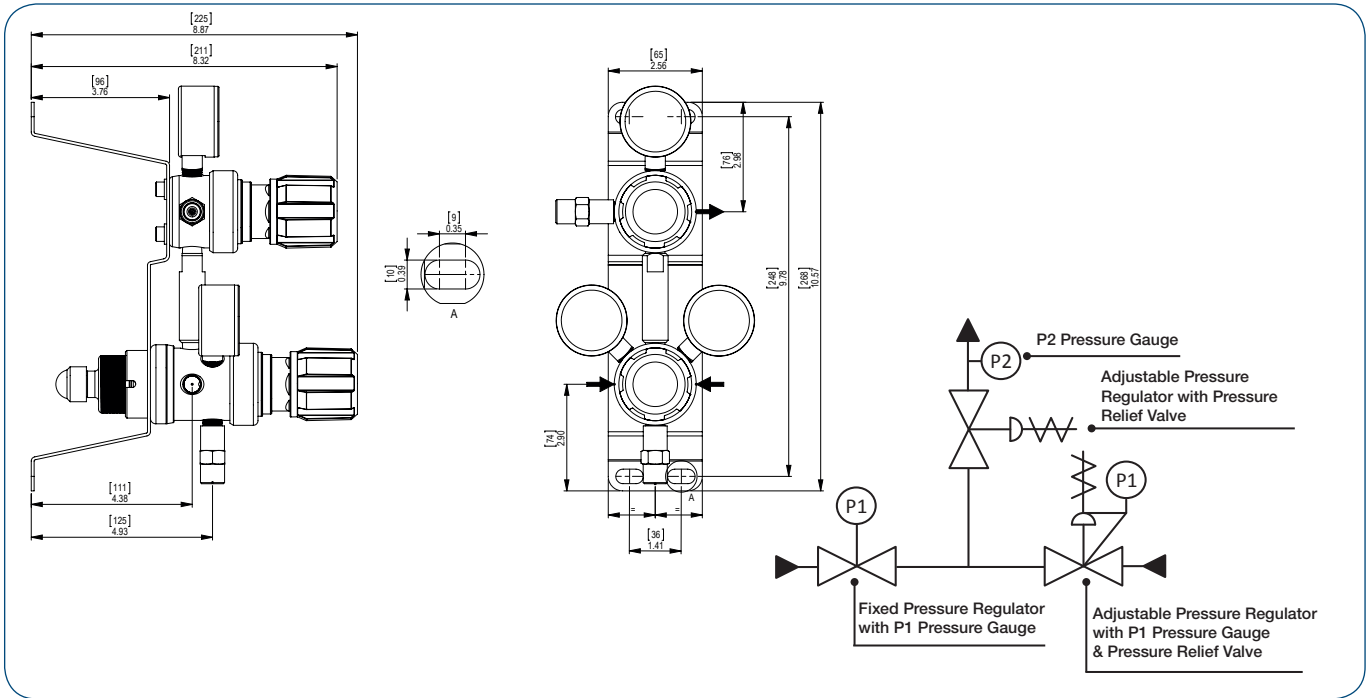 [225]
8.87
[211]
8.32
[96]
3.76
[9]
0.35
[10]
0.39
A
[111]
4.38
[125]
4.93
[65]
2.56
[76]
2.98
[248]
9.78
[268]
10.57
[74]
2.90
A
=
=
[36]
1.41
P2
P2 Pressure Gauge
Adjustable Pressure
Regulator with Pressure
Relief Valve
P1
P1
Fixed Pressure Regulator
with P1 Pressure Gauge
Adjustable Pressure Regulator
with P1 Pressure Gauge
& Pressure Relief Valve